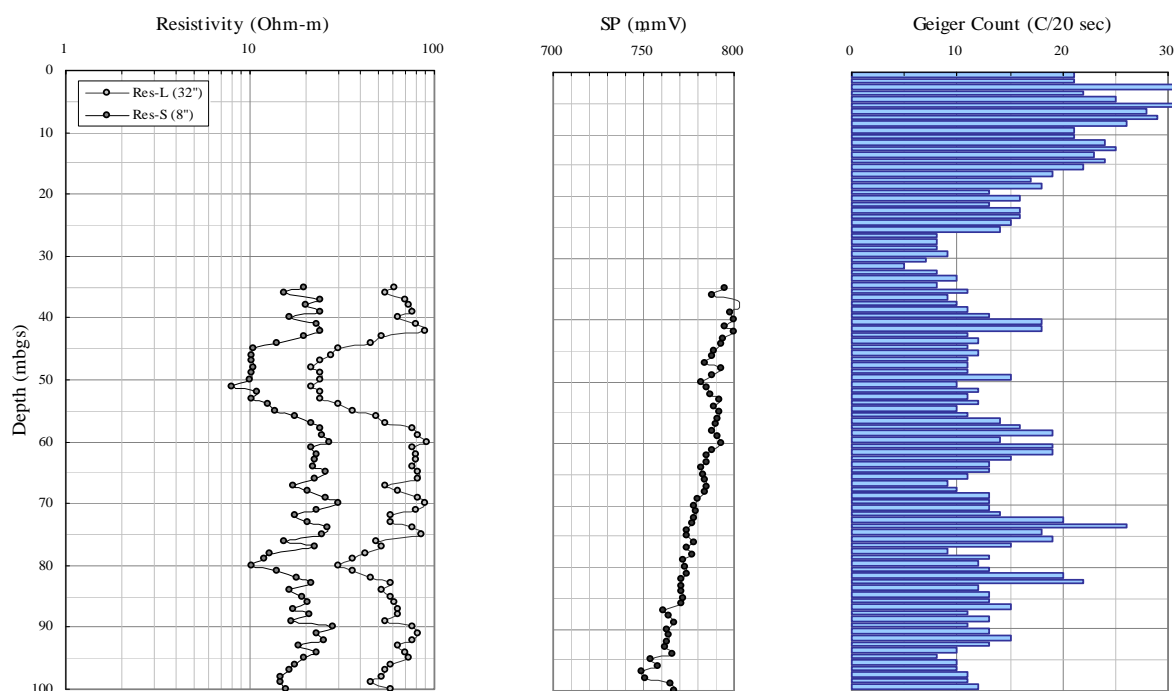 Resistivity (Ohm-m)
SP (mmV)
Geiger Count (C/20 sec)
1 10 100
700 750 800
0 10 20 30
Depth (mbgs)
0
10
20
30
40
50
60
70
80
90
100
Res-L (32")
Res-S (8")